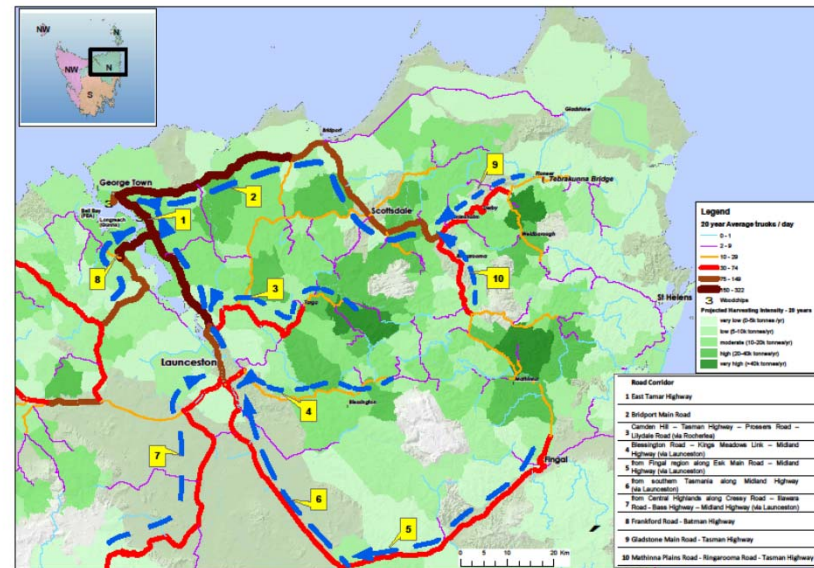 NW
N
NW
N
S
Gladstone
Bridport
9
Pioneer
Tebrakunna Bridge
George Town
3
Bell Bay
Longreach
(Gunns)
1
2
Scottsdale
8
10
3
St Helens
Launceston
Mathinna
Blessington
4
7
Fingal
6
5
0 5 10 20 Km
Legend
20 year Average trucks / day
0 - 1
2 - 9
10 - 29
30 - 74
75 - 149
150 - 322
3 Woodchips
Projected Harvesting Intensity - 20 years
very low (0-5k tonnes/yr)
low (5-10k tonnes/yr)
moderate (10-20k tonnes/yr)
high (20-40k tonnes/yr)
very high (>40k tonnes/yr)
Road Corridor
1 East Tamar Highway
2 Bridport Main Road
3 Camden Hill – Tasman Highway – Prossers Road –
Lilydale Road (via Rocherlea)
4 Blessington Road – Kings Meadows Link – Midland
Highway (via Launceston)
5 from Fingal region along Esk Main Road – Midland
Highway (via Launceston)
6 from southern Tasmania along Midland Highway
(via Launceston)
7 from Central Highlands along Cressy Road – Illawara
Road - Bass Highway – Midland Highway (via Launceston)
8 Frankford Road - Batman Highway
9 Gladstone Main Road - Tasman Highway
10 Mathinna Plains Road - Ringarooma Road - Tasman Highway